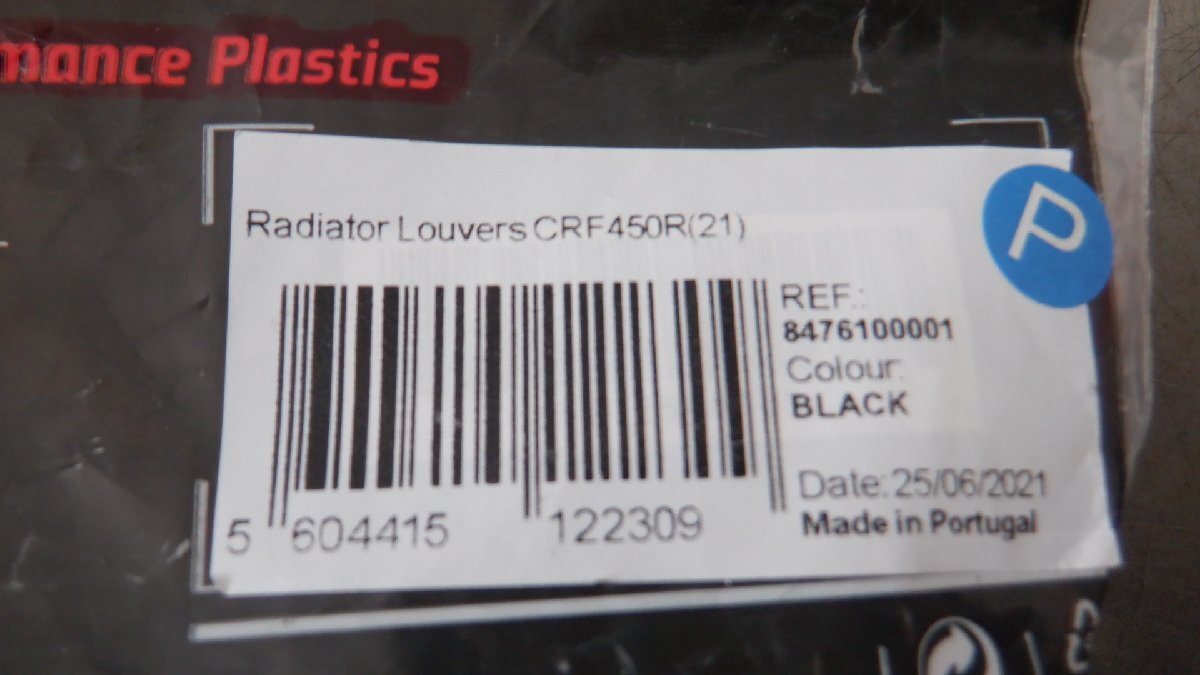 mance Plastics
Radiator Louvers CRF450R(21)
P
REF.:
8476100001
Colour:
BLACK
Date: 25/06/2021
Made in Portugal
5 604415 122309